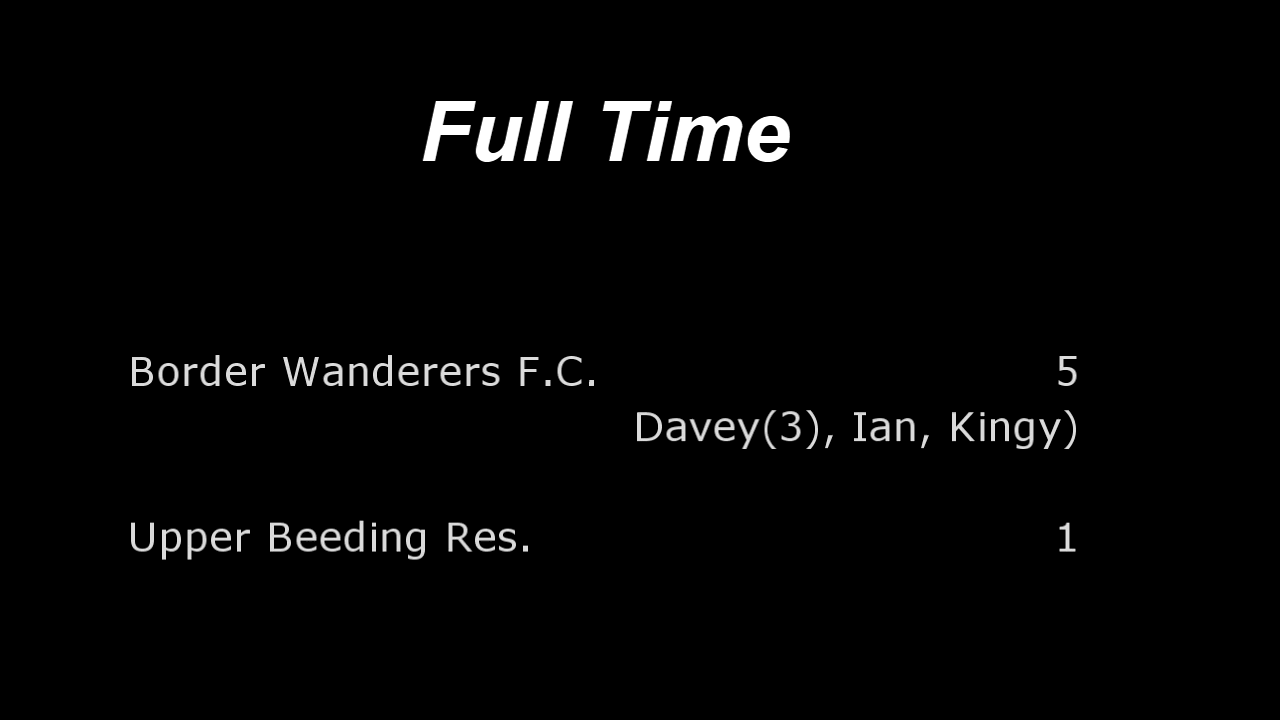 Full Time
Border Wanderers F.C. 5
Davey(3), Ian, Kingy)
Upper Beeding Res. 1